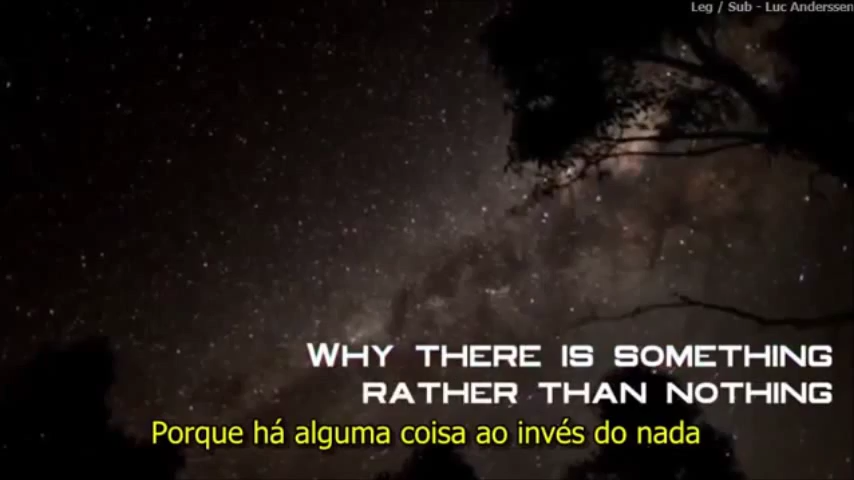 Leg / Sub - Luc Anderssen
WHY THERE IS SOMETHING
RATHER THAN NOTHING
Porque há alguma coisa ao invés do nada